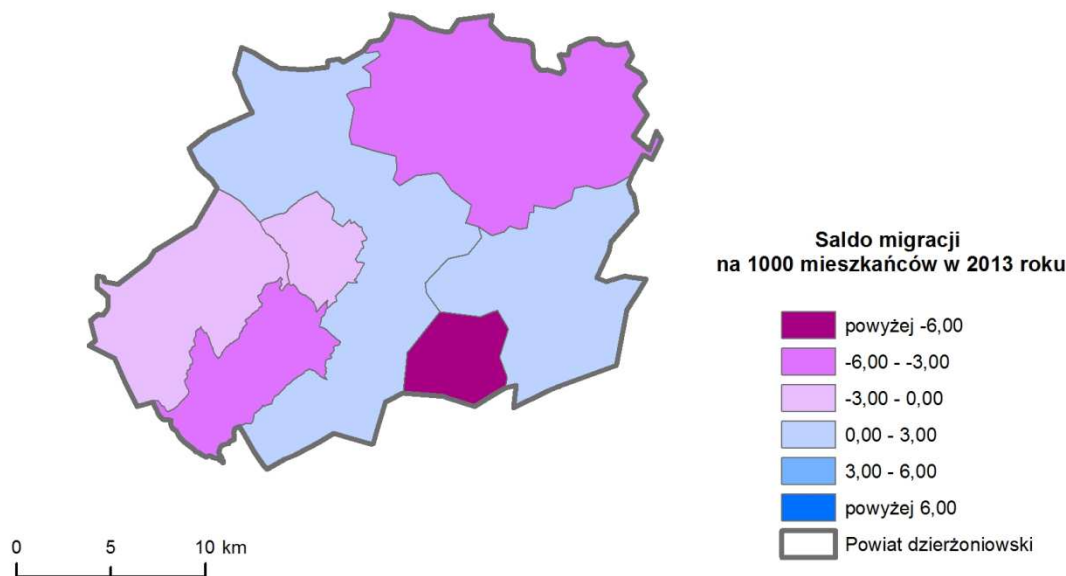 Saldo migracji
na 1000 mieszkańców w 2013 roku
powyżej -6,00
-6,00 - -3,00
-3,00 - 0,00
0,00 - 3,00
3,00 - 6,00
powyżej 6,00
Powiat dzierżoniowski
0 5 10 km